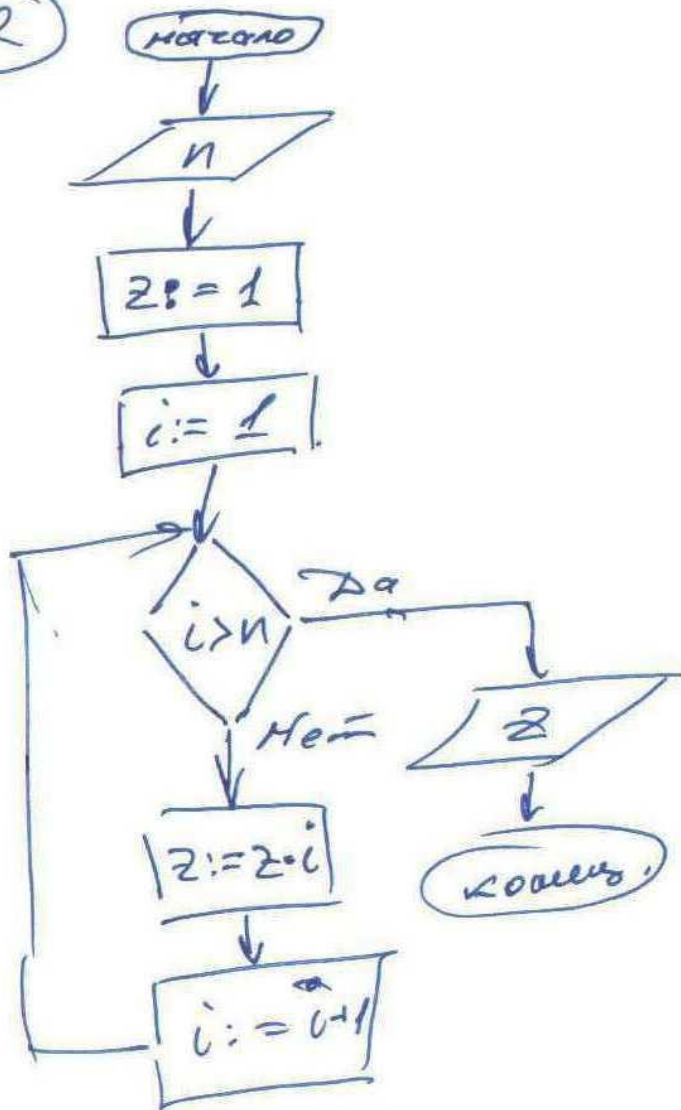 2
начало
n
z:=1
i:=1
i>n
Да
Нет
z
z:=z·i
конец.
i:=i+1